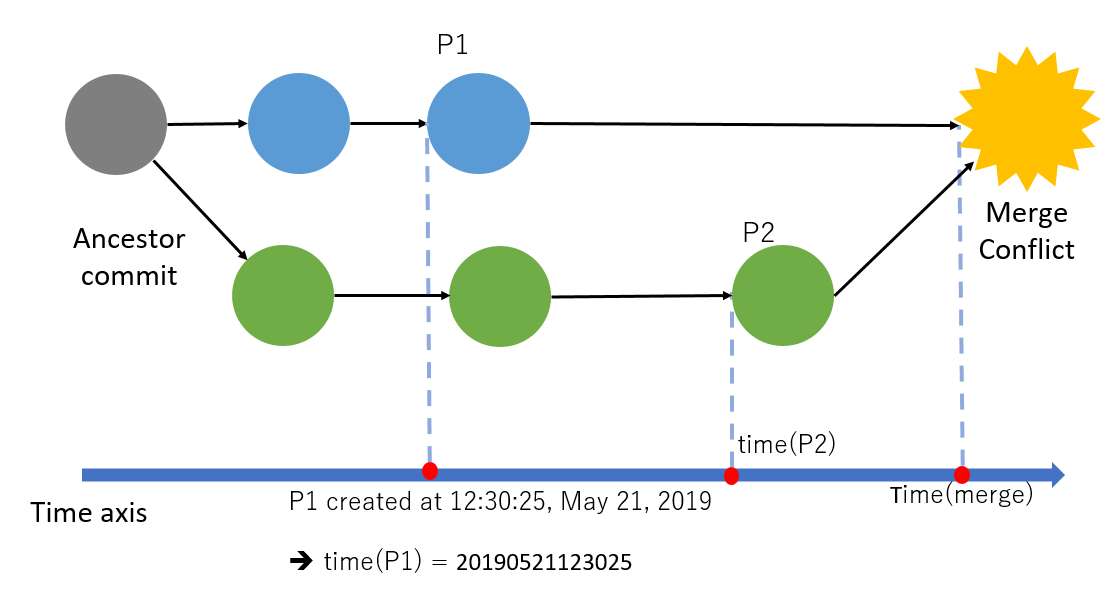 P1
Ancestor
commit
P2
Merge
Conflict
time(P2)
Time(merge)
P1 created at 12:30:25, May 21, 2019
Time axis
➔ time(P1) = 20190521123025